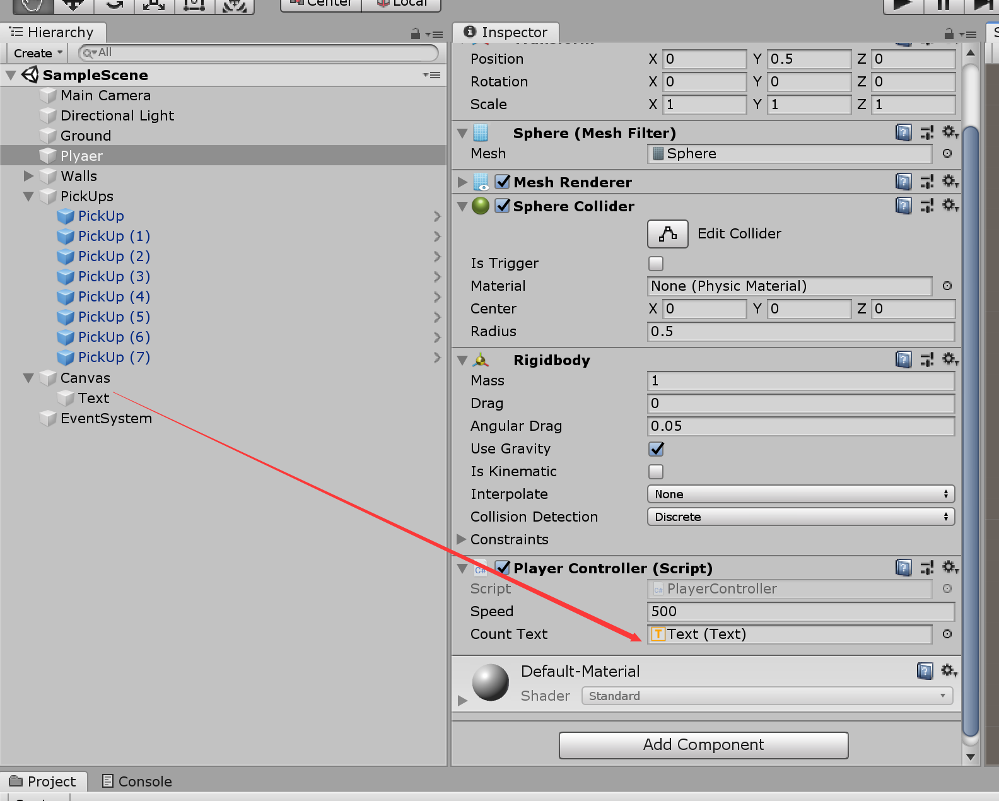 Center
Local
Hierarchy
Create
All
SampleScene
Main Camera
Directional Light
Ground
Plyaer
Walls
PickUps
PickUp
PickUp (1)
PickUp (2)
PickUp (3)
PickUp (4)
PickUp (5)
PickUp (6)
PickUp (7)
Canvas
Text
EventSystem
Inspector
Transform
Position X 0 Y 0.5 Z 0
Rotation X 0 Y 0 Z 0
Scale X 1 Y 1 Z 1
Sphere (Mesh Filter)
Mesh Sphere
Mesh Renderer
Sphere Collider
Edit Collider
Is Trigger
Material None (Physic Material)
Center X 0 Y 0 Z 0
Radius 0.5
Rigidbody
Mass 1
Drag 0
Angular Drag 0.05
Use Gravity
Is Kinematic
Interpolate None
Collision Detection Discrete
Constraints
C# Player Controller (Script)
Script C# PlayerController
Speed 500
Count Text T Text (Text)
Default-Material
Shader Standard
Add Component
Project
Console